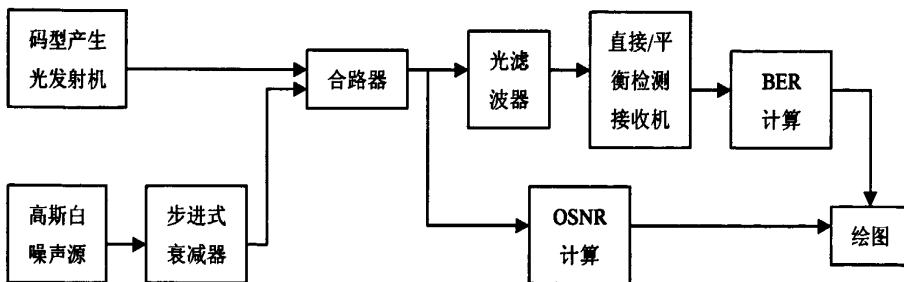 码型产生
光发射机
合路器
光滤
波器
直接/平
衡检测
接收机
BER
计算
高斯白
噪声源
步进式
衰减器
OSNR
计算
绘图